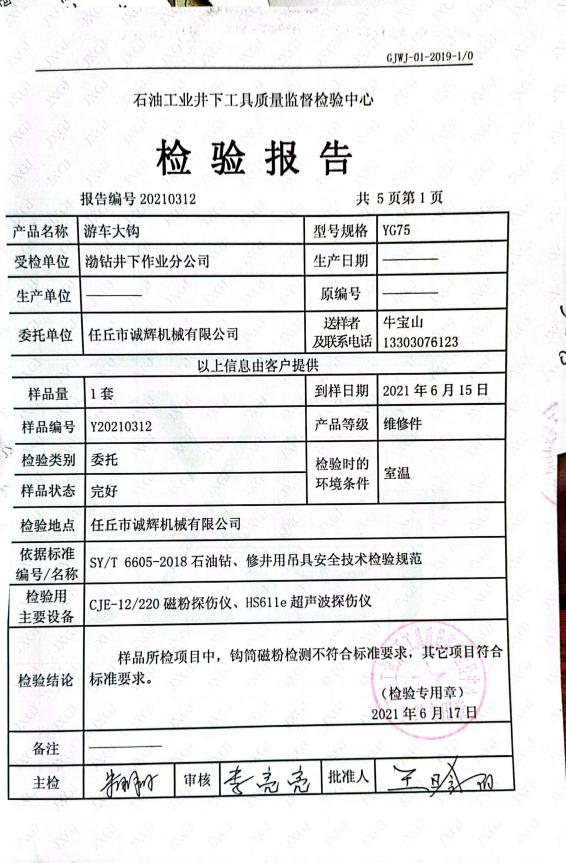 GJWJ-01-2019-1/0
石油工业井下工具质量监督检验中心
检验报告
报告编号 20210312 共 5 页第 1 页
产品名称 游车大钩 型号规格 YG75
受检单位 渤钻井下作业分公司 生产日期 ————
生产单位 ———— 原编号 ————
委托单位 任丘市诚辉机械有限公司 送样者及联系电话 牛宝山 13303076123
以上信息由客户提供
样品量 1 套 到样日期 2021 年 6 月 15 日
样品编号 Y20210312 产品等级 维修件
检验类别 委托 检验时的环境条件 室温
样品状态 完好
检验地点 任丘市诚辉机械有限公司
依据标准编号/名称 SY/T 6605-2018 石油钻、修井用吊具安全技术检验规范
检验用主要设备 CJE-12/220 磁粉探伤仪、HS611e 超声波探伤仪
检验结论 样品所检项目中，钩筒磁粉检测不符合标准要求，其它项目符合
标准要求。
（检验专用章）
2021 年 6 月 17 日
备注 ————
主检 审核 李亮亮 批准人